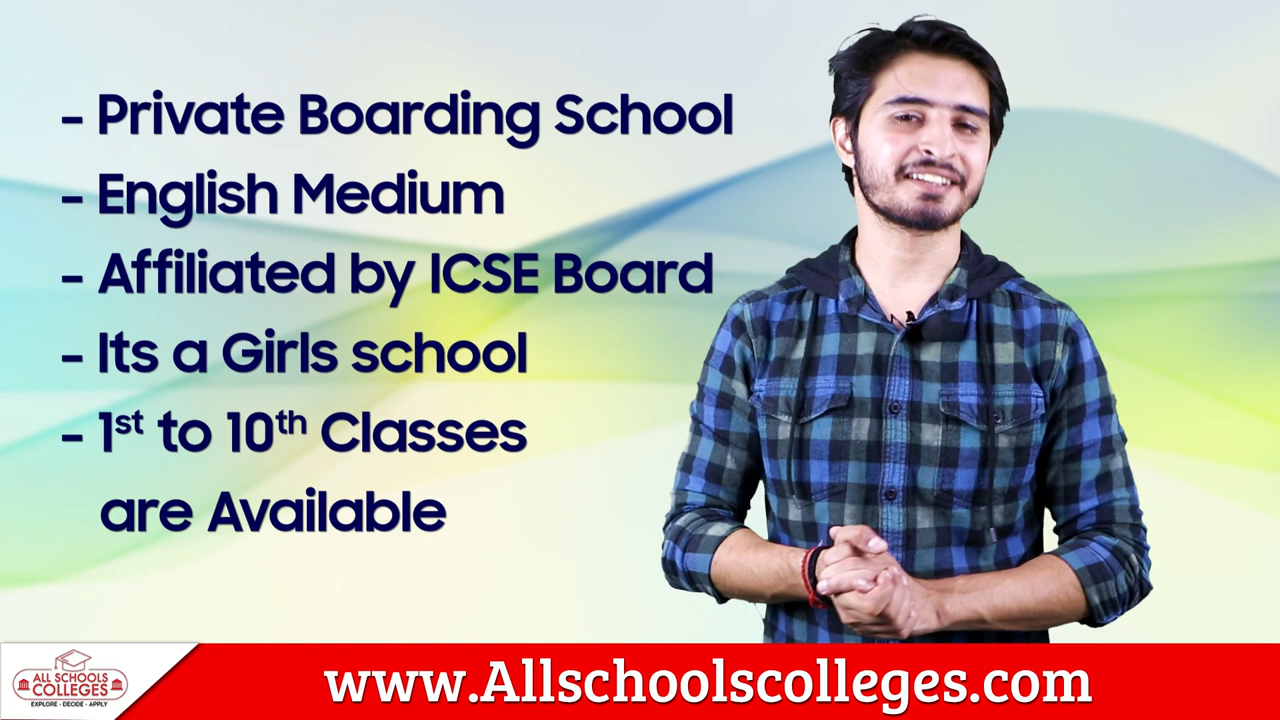 - Private Boarding School
- English Medium
- Affiliated by ICSE Board
- Its a Girls school
- 1st to 10th Classes
are Available
ALL SCHOOLS
COLLEGES
EXPLORE - DECIDE - APPLY
www.Allschoolscolleges.com